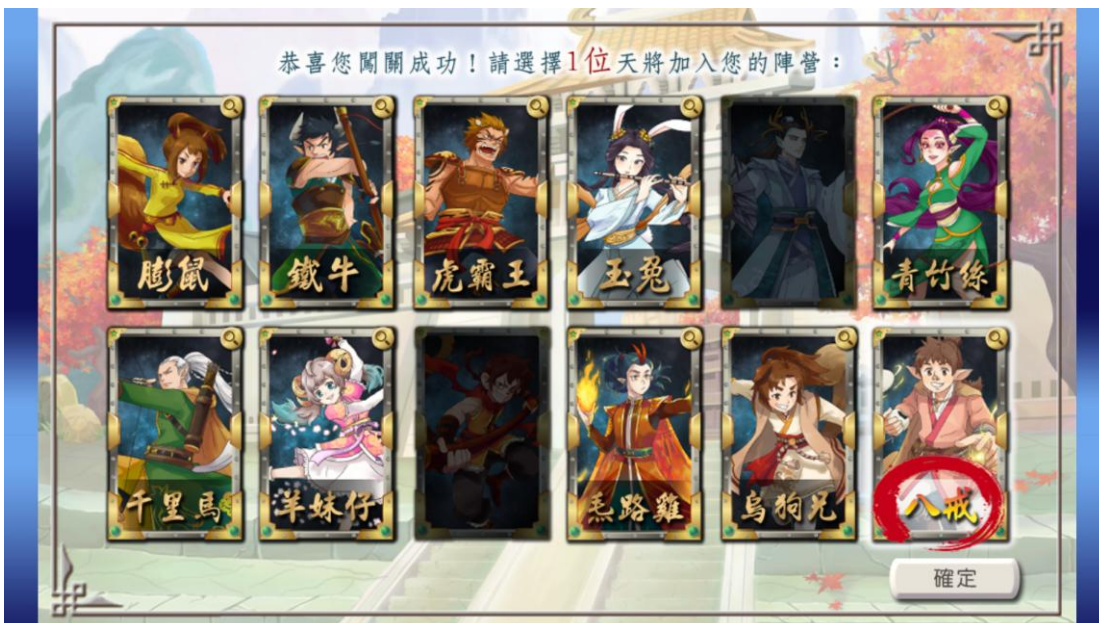 恭喜您闖關成功！請選擇1位天將加入您的陣營：
膨鼠
鐵牛
虎霸王
玉兔
青竹絲
千里馬
羊妹仔
炁路雞
烏狗兄
八戒
確定